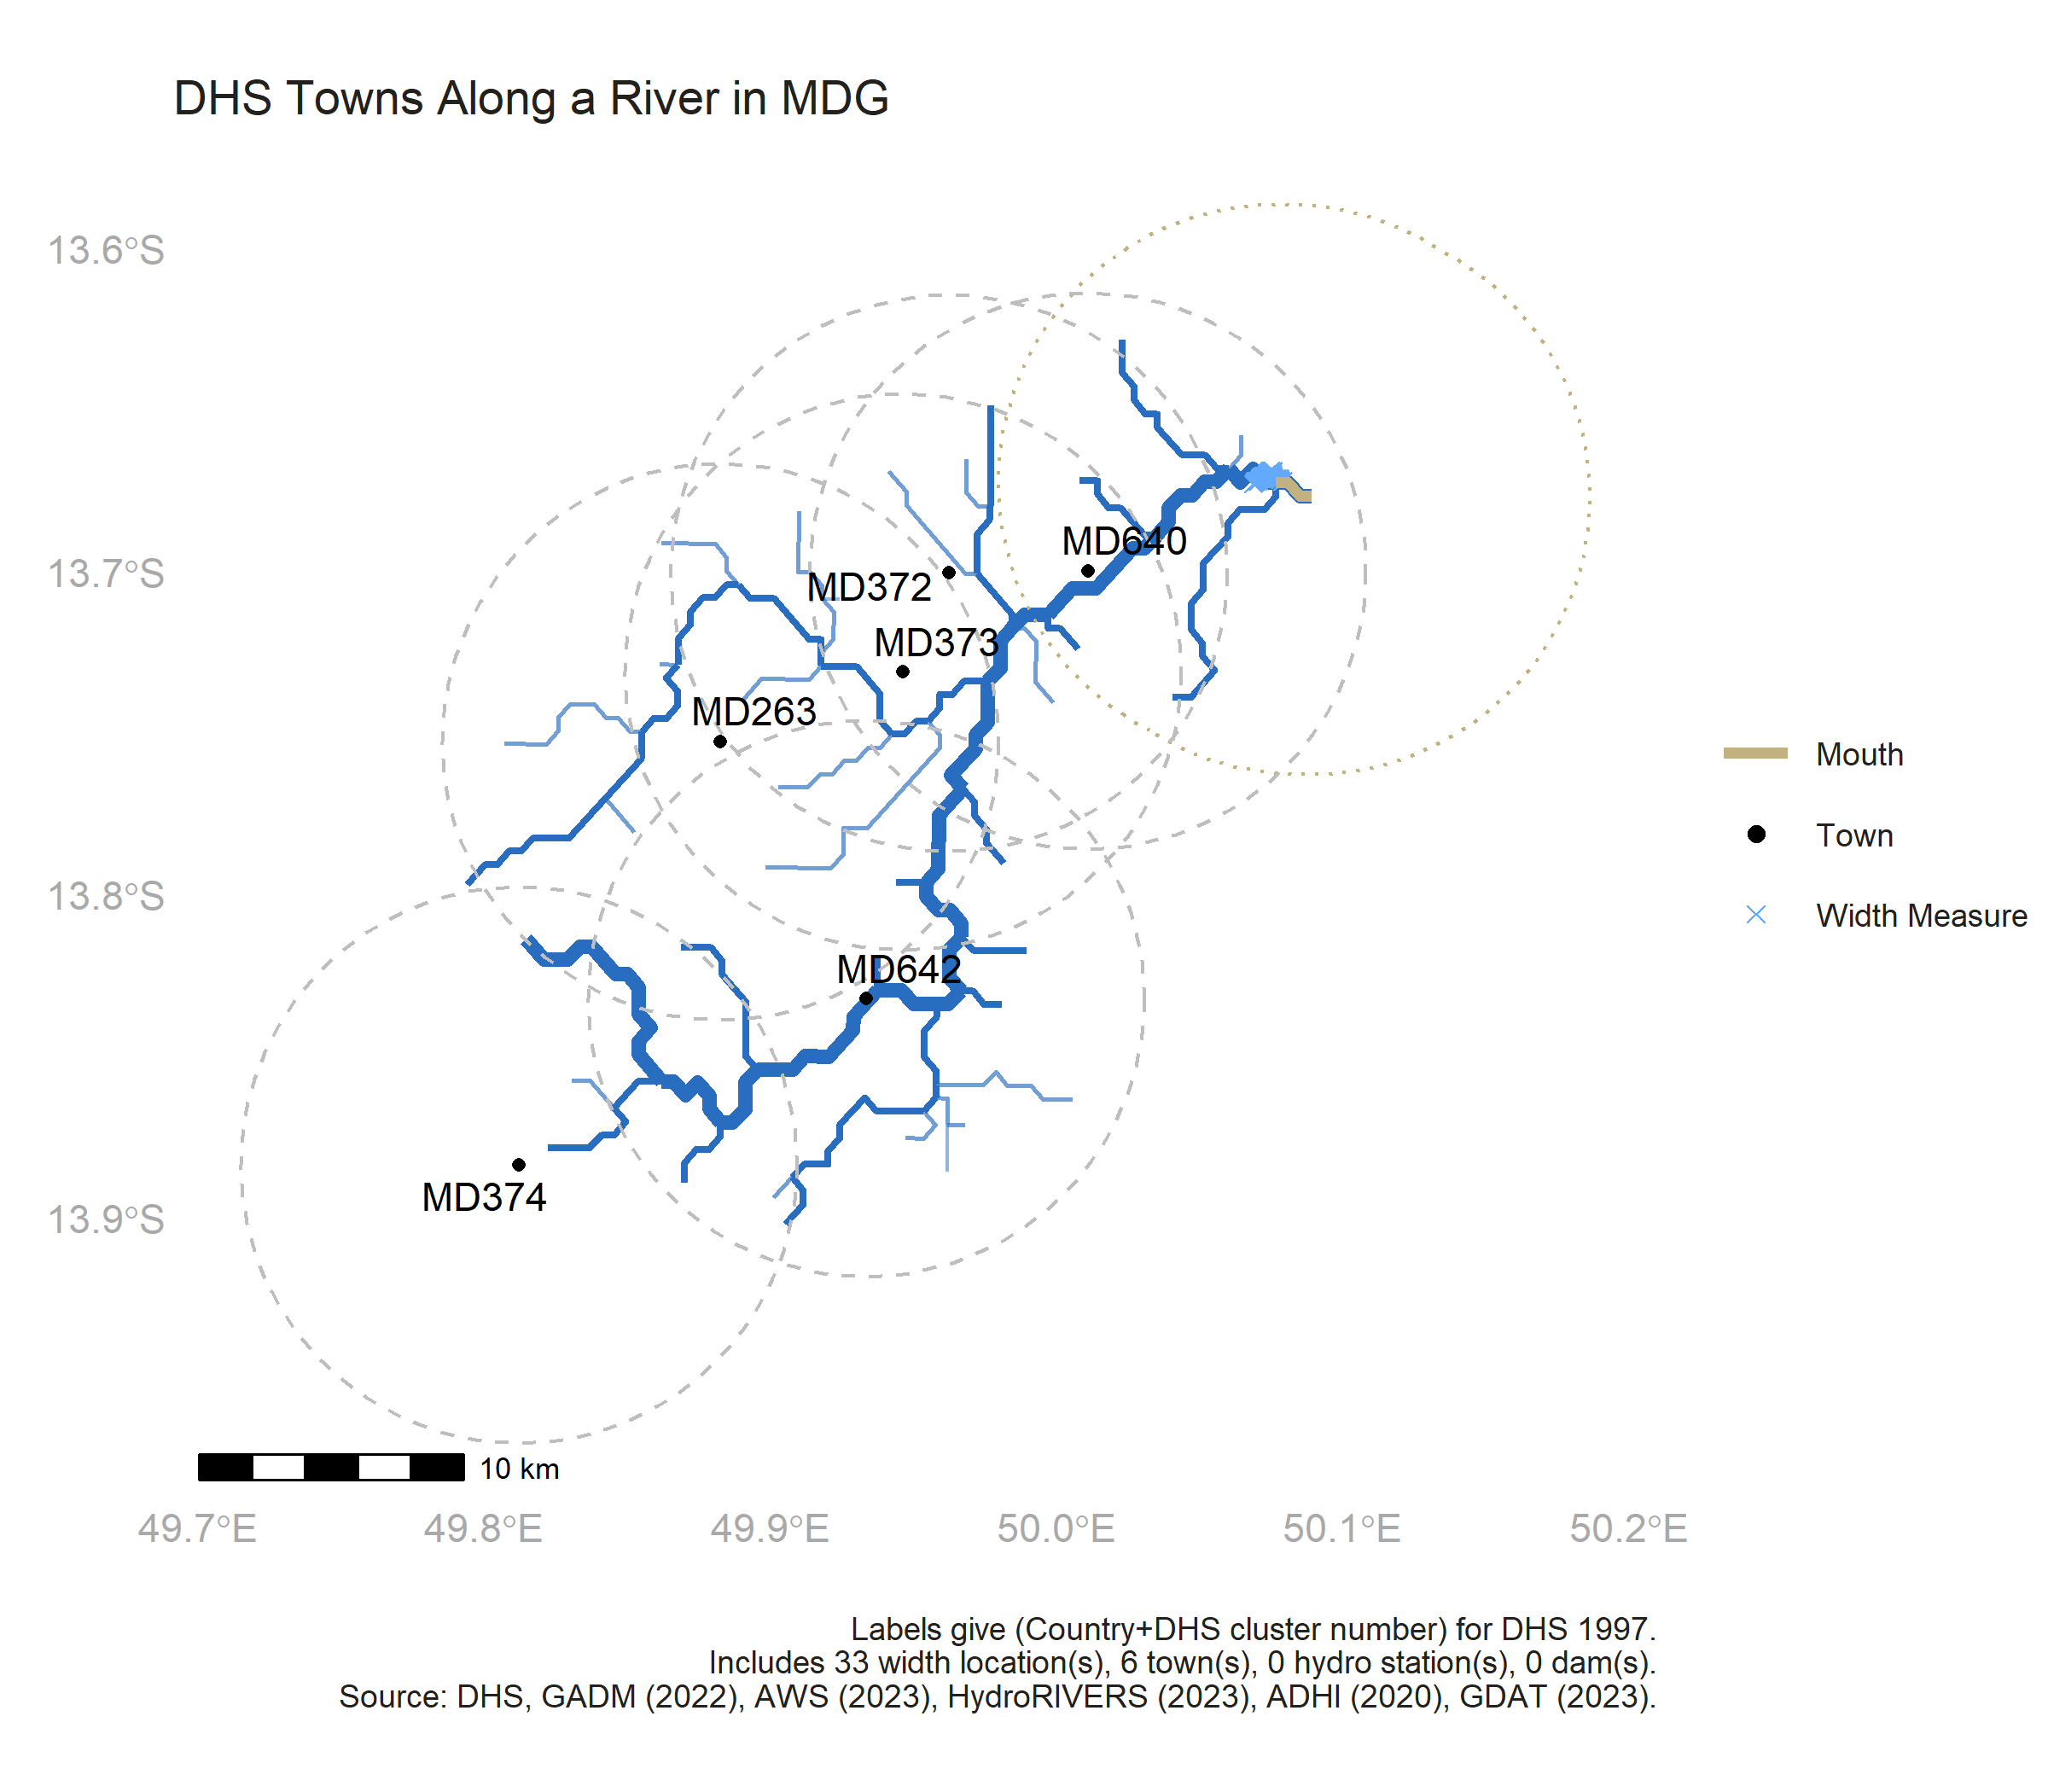 DHS Towns Along a River in MDG
13.6°S
13.7°S
13.8°S
13.9°S
MD640
MD372
MD373
MD263
MD642
MD374
Mouth
Town
Width Measure
10 km
49.7°E
49.8°E
49.9°E
50.0°E
50.1°E
50.2°E
Labels give (Country+DHS cluster number) for DHS 1997.
Includes 33 width location(s), 6 town(s), 0 hydro station(s), 0 dam(s).
Source: DHS, GADM (2022), AWS (2023), HydroRIVERS (2023), ADHI (2020), GDAT (2023).